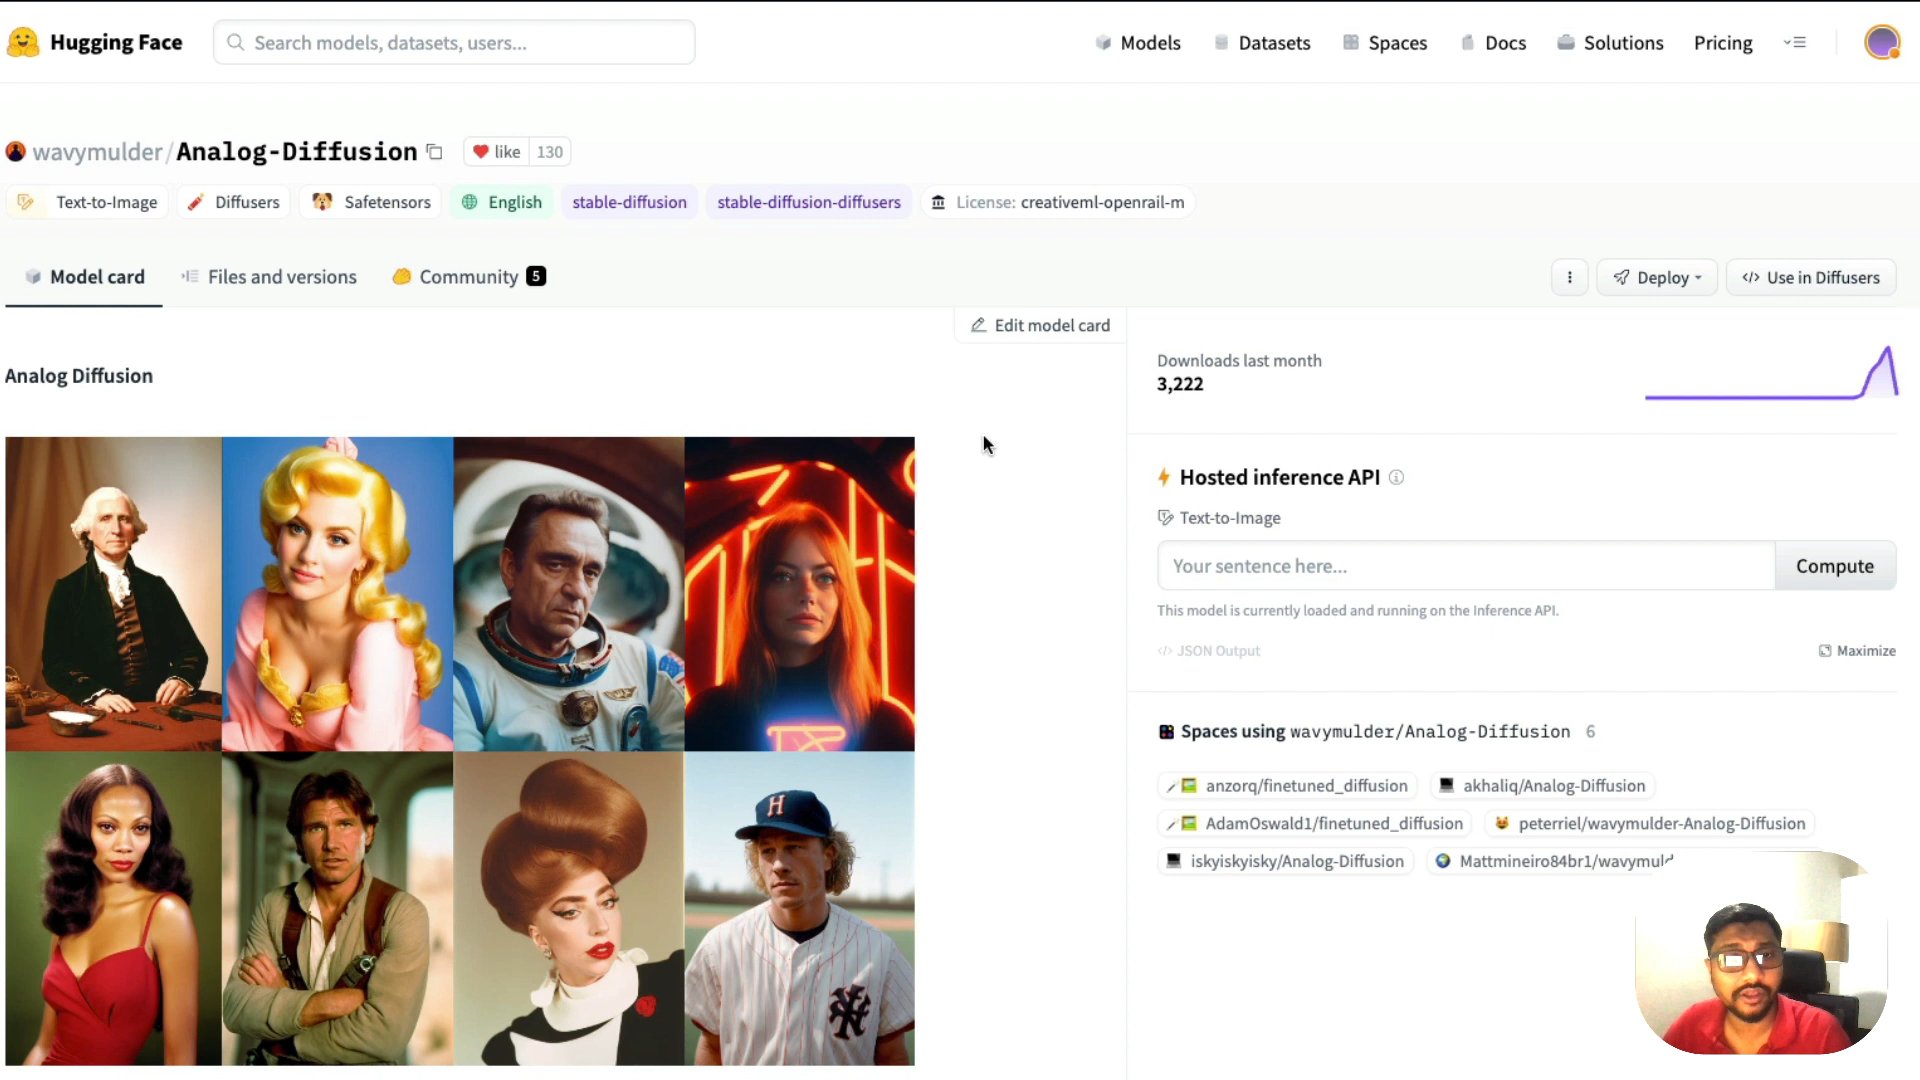 Hugging Face
Search models, datasets, users...
Models
Datasets
Spaces
Docs
Solutions
Pricing
wavymulder/Analog-Diffusion
like 130
Text-to-Image
Diffusers
Safetensors
English
stable-diffusion
stable-diffusion-diffusers
License: creativeml-openrail-m
Model card
Files and versions
Community 5
Deploy
</> Use in Diffusers
Edit model card
Analog Diffusion
H
NY
Downloads last month
3,222
Hosted inference API
Text-to-Image
Your sentence here...
Compute
This model is currently loaded and running on the Inference API.
</> JSON Output
Maximize
Spaces using wavymulder/Analog-Diffusion 6
anzorq/finetuned_diffusion
akhaliq/Analog-Diffusion
AdamOswald1/finetuned_diffusion
peterriel/wavymulder-Analog-Diffusion
iskyiskyisky/Analog-Diffusion